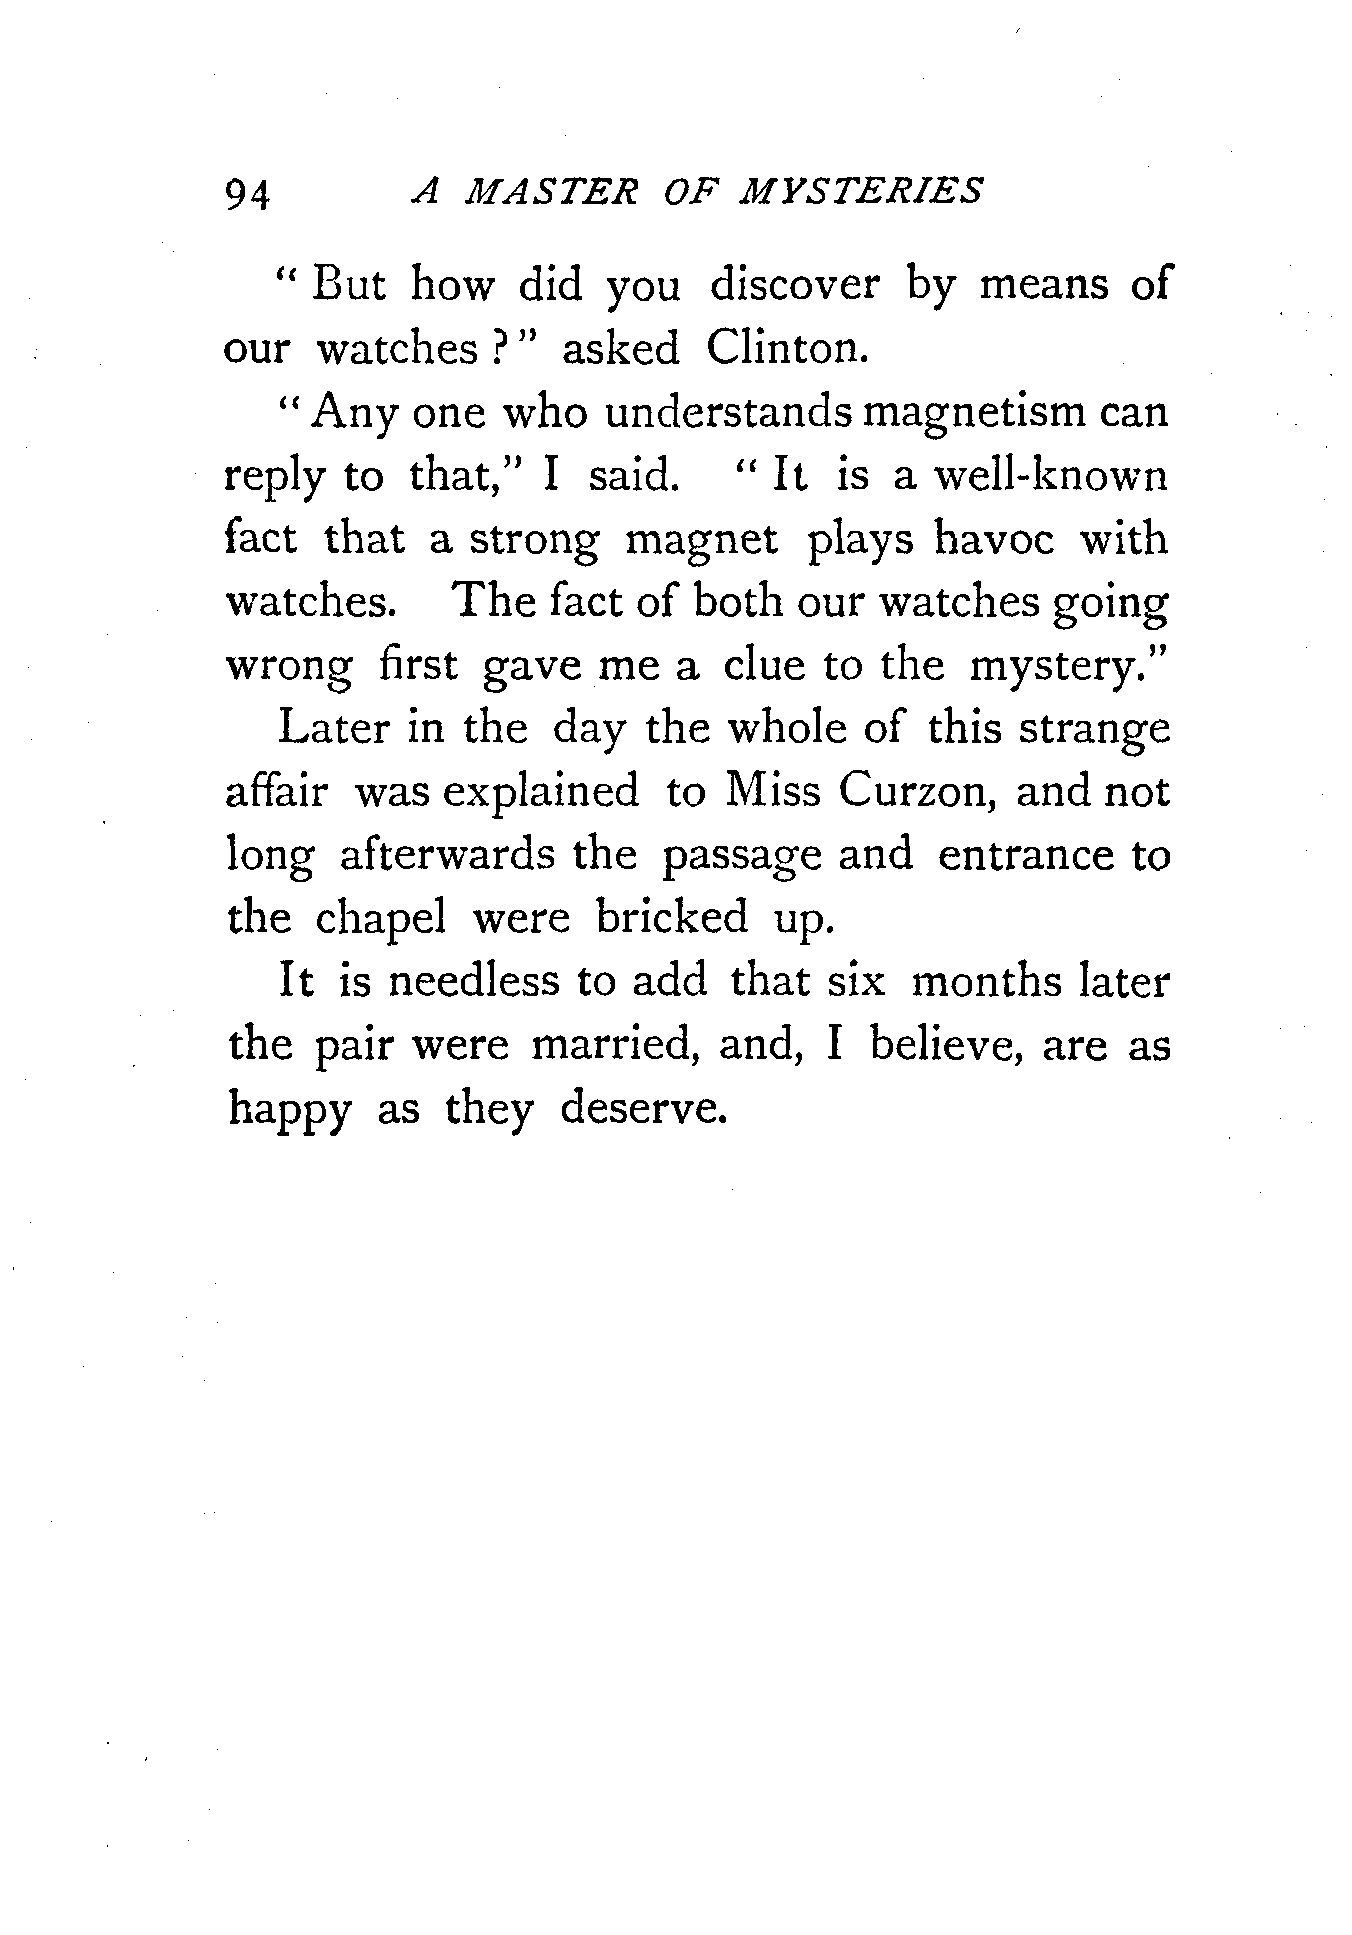 94 A MASTER OF MYSTERIES
“ But how did you discover by means of
our watches ?” asked Clinton.
“ Any one who understands magnetism can
reply to that,” I said. “ It is a well-known
fact that a strong magnet plays havoc with
watches. The fact of both our watches going
wrong first gave me a clue to the mystery.”
Later in the day the whole of this strange
affair was explained to Miss Curzon, and not
long afterwards the passage and entrance to
the chapel were bricked up.
It is needless to add that six months later
the pair were married, and, I believe, are as
happy as they deserve.